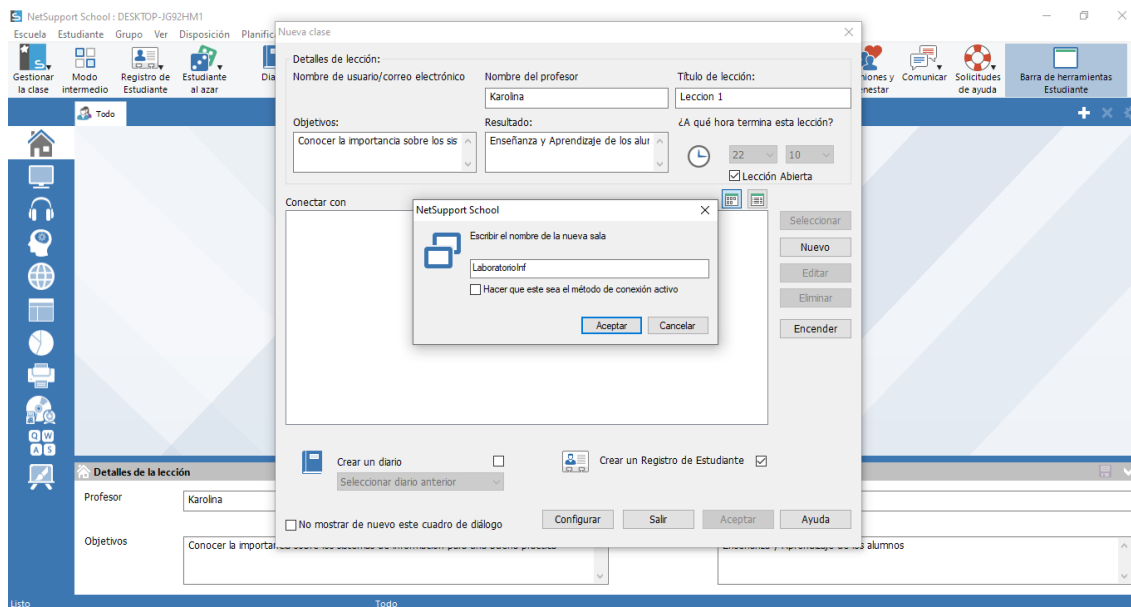 NetSupport School : DESKTOP-JG92HM1
Escuela Estudiante Grupo Ver Disposición Planific
Gestionar la clase
Modo intermedio
Registro de Estudiante
Estudiante al azar
Dia
Comunicar
Solicitudes de ayuda
Barra de herramientas Estudiante
Todo
Nueva clase
Detalles de lección:
Nombre de usuario/correo electrónico
Nombre del profesor
Título de lección:
Karolina
Leccion 1
Objetivos:
Resultado:
¿A qué hora termina esta lección?
Conocer la importancia sobre los sis
Enseñanza y Aprendizaje de los alur
22
10
Lección Abierta
Conectar con
Seleccionar
Nuevo
Editar
Eliminar
Encender
NetSupport School
Escribir el nombre de la nueva sala
LaboratorioInf
Hacer que este sea el método de conexión activo
Aceptar
Cancelar
Crear un diario
Seleccionar diario anterior
Crear un Registro de Estudiante
No mostrar de nuevo este cuadro de diálogo
Configurar
Salir
Aceptar
Ayuda
Q W
A S
Detalles de la lección
Profesor
Karolina
Objetivos
Conocer la importan
s alumnos
Listo
Todo